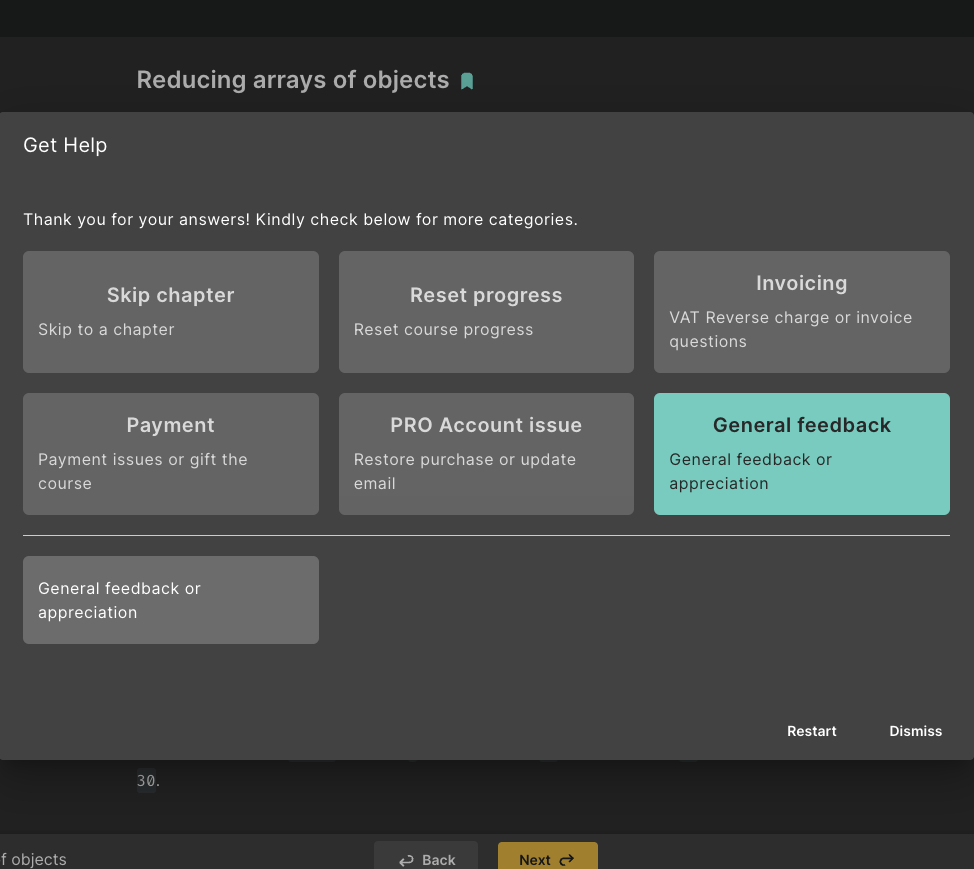 Reducing arrays of objects
Get Help
Thank you for your answers! Kindly check below for more categories.
Skip chapter
Skip to a chapter
Reset progress
Reset course progress
Invoicing
VAT Reverse charge or invoice
questions
Payment
Payment issues or gift the
course
PRO Account issue
Restore purchase or update
email
General feedback
General feedback or
appreciation
General feedback or
appreciation
Restart
Dismiss
30.
f objects
Back
Next